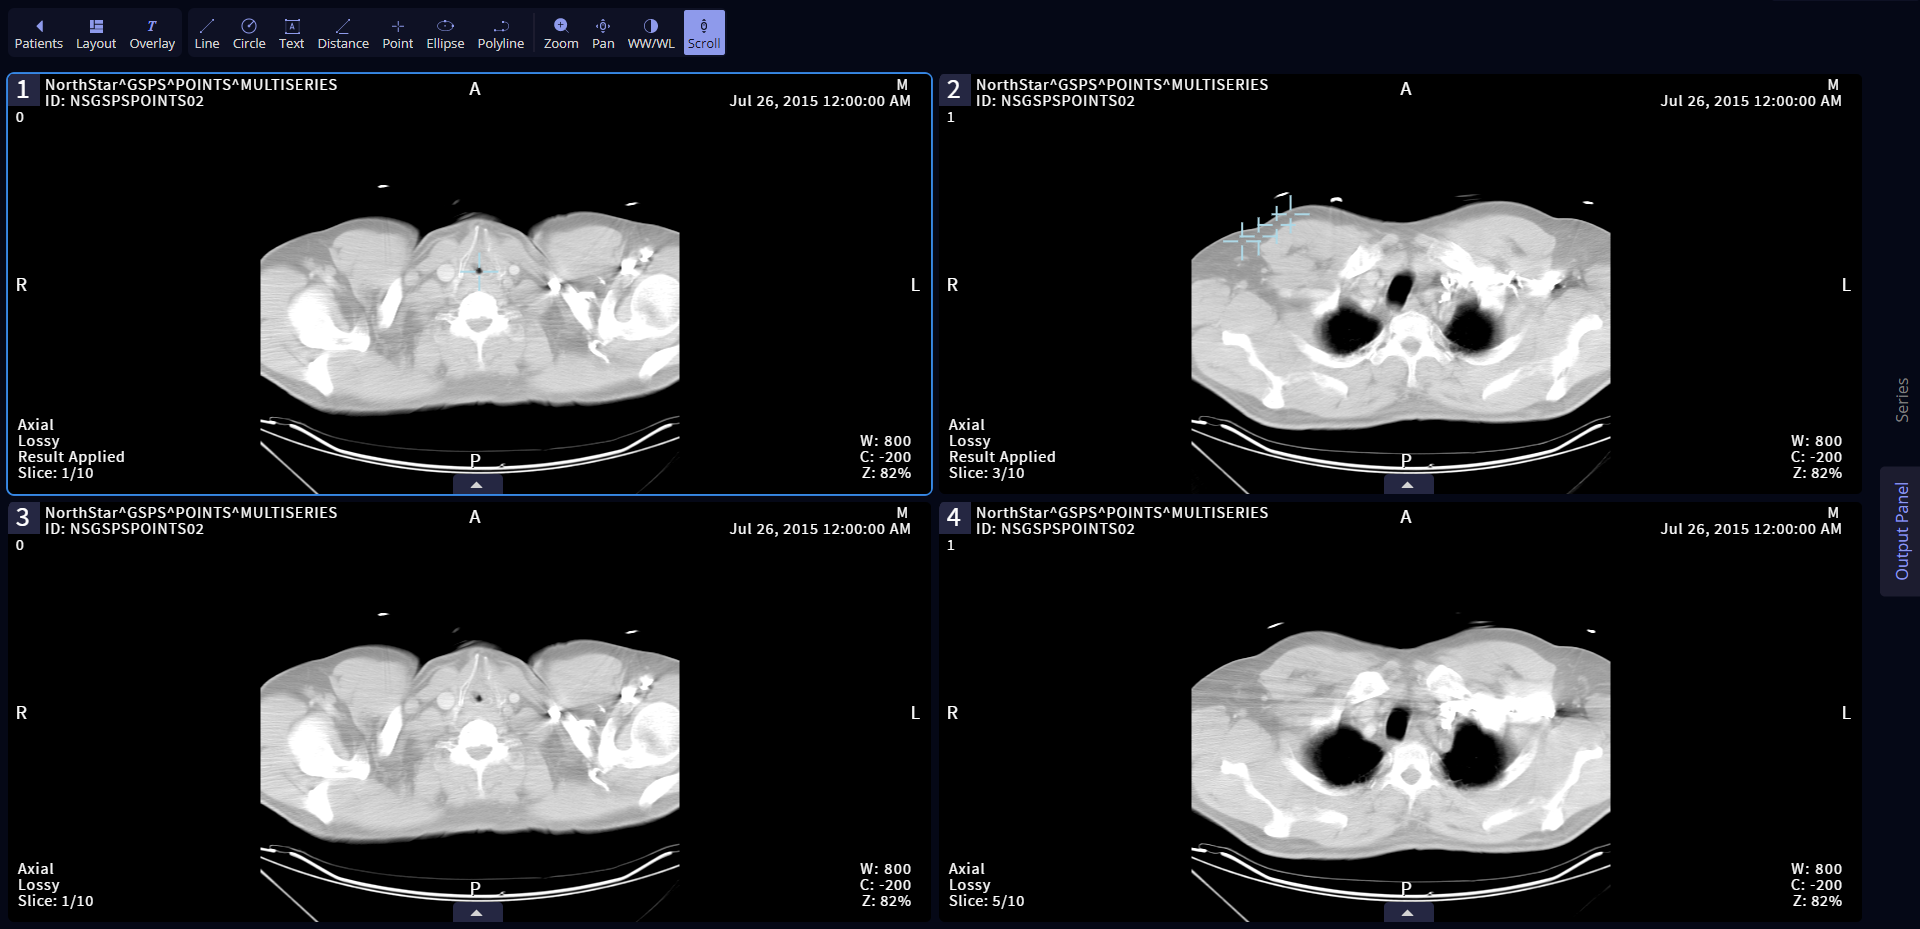 Patients Layout Overlay Line Circle Text Distance Point Ellipse Polyline Zoom Pan WW/WL Scroll
1 NorthStar^GSPS^POINTS^MULTISERIES A M
ID: NSGSPSPOINTS02 Jul 26, 2015 12:00:00 AM
0
R L
Axial
Lossy W: 800
Result Applied C: -200
Slice: 1/10 P Z: 82%
2 NorthStar^GSPS^POINTS^MULTISERIES A M
ID: NSGSPSPOINTS02 Jul 26, 2015 12:00:00 AM
1
R L
Axial
Lossy W: 800
Result Applied C: -200
Slice: 3/10 P Z: 82%
3 NorthStar^GSPS^POINTS^MULTISERIES A M
ID: NSGSPSPOINTS02 Jul 26, 2015 12:00:00 AM
0
R L
Axial W: 800
Lossy C: -200
Slice: 1/10 P Z: 82%
4 NorthStar^GSPS^POINTS^MULTISERIES A M
ID: NSGSPSPOINTS02 Jul 26, 2015 12:00:00 AM
1
R L
Axial W: 800
Lossy C: -200
Slice: 5/10 P Z: 82%
Series
Output Panel